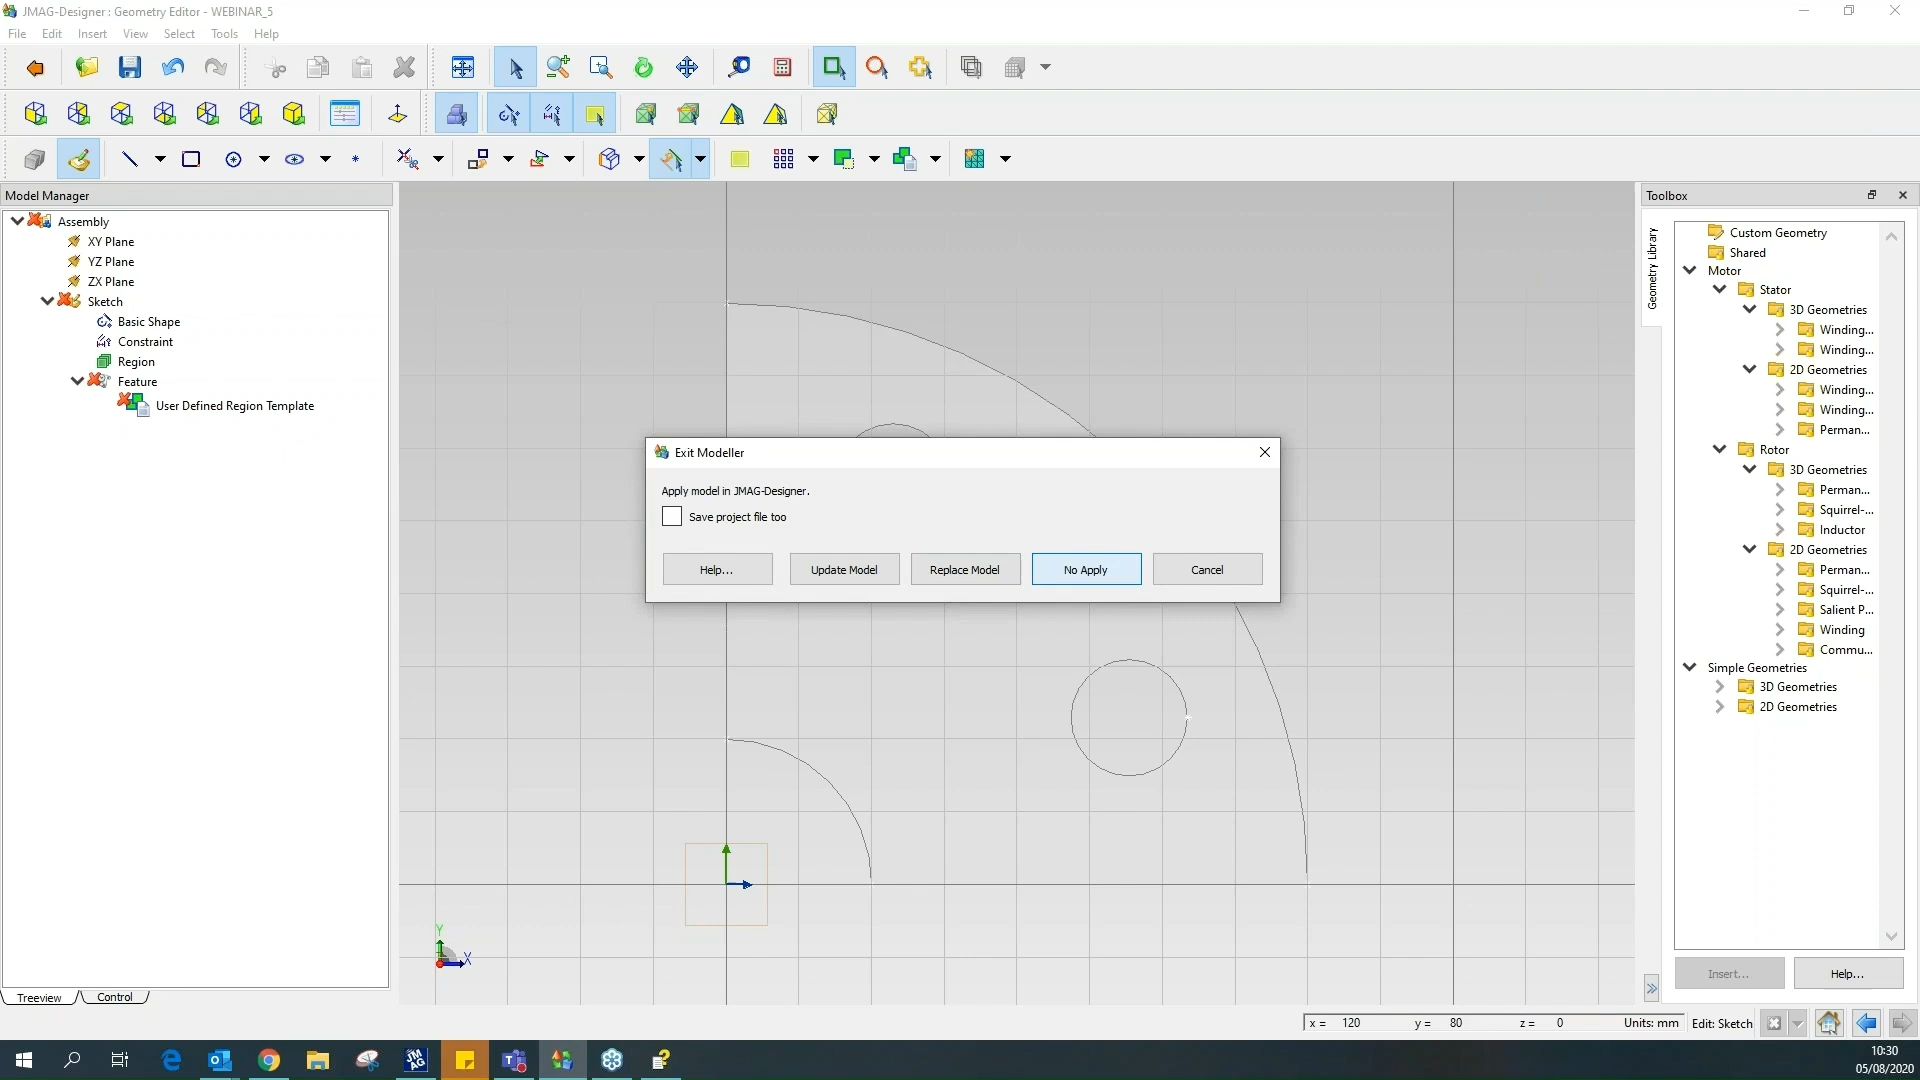 JMAG-Designer : Geometry Editor - WEBINAR_5
File Edit Insert View Select Tools Help
Model Manager
Assembly
XY Plane
YZ Plane
ZX Plane
Sketch
Basic Shape
Constraint
Region
Feature
User Defined Region Template
Treeview Control
Exit Modeller
Apply model in JMAG-Designer.
Save project file too
Help... Update Model Replace Model No Apply Cancel
Y
X
Toolbox
Geometry Library
Custom Geometry
Shared
Motor
Stator
3D Geometries
Winding...
Winding...
2D Geometries
Winding...
Winding...
Perman...
Rotor
3D Geometries
Perman...
Squirrel-...
Inductor
2D Geometries
Perman...
Squirrel-...
Salient P...
Winding
Commu...
Simple Geometries
3D Geometries
2D Geometries
Insert... Help...
x = 120 y = 80 z = 0 Units: mm Edit: Sketch
JM
AG
10:30
05/08/2020